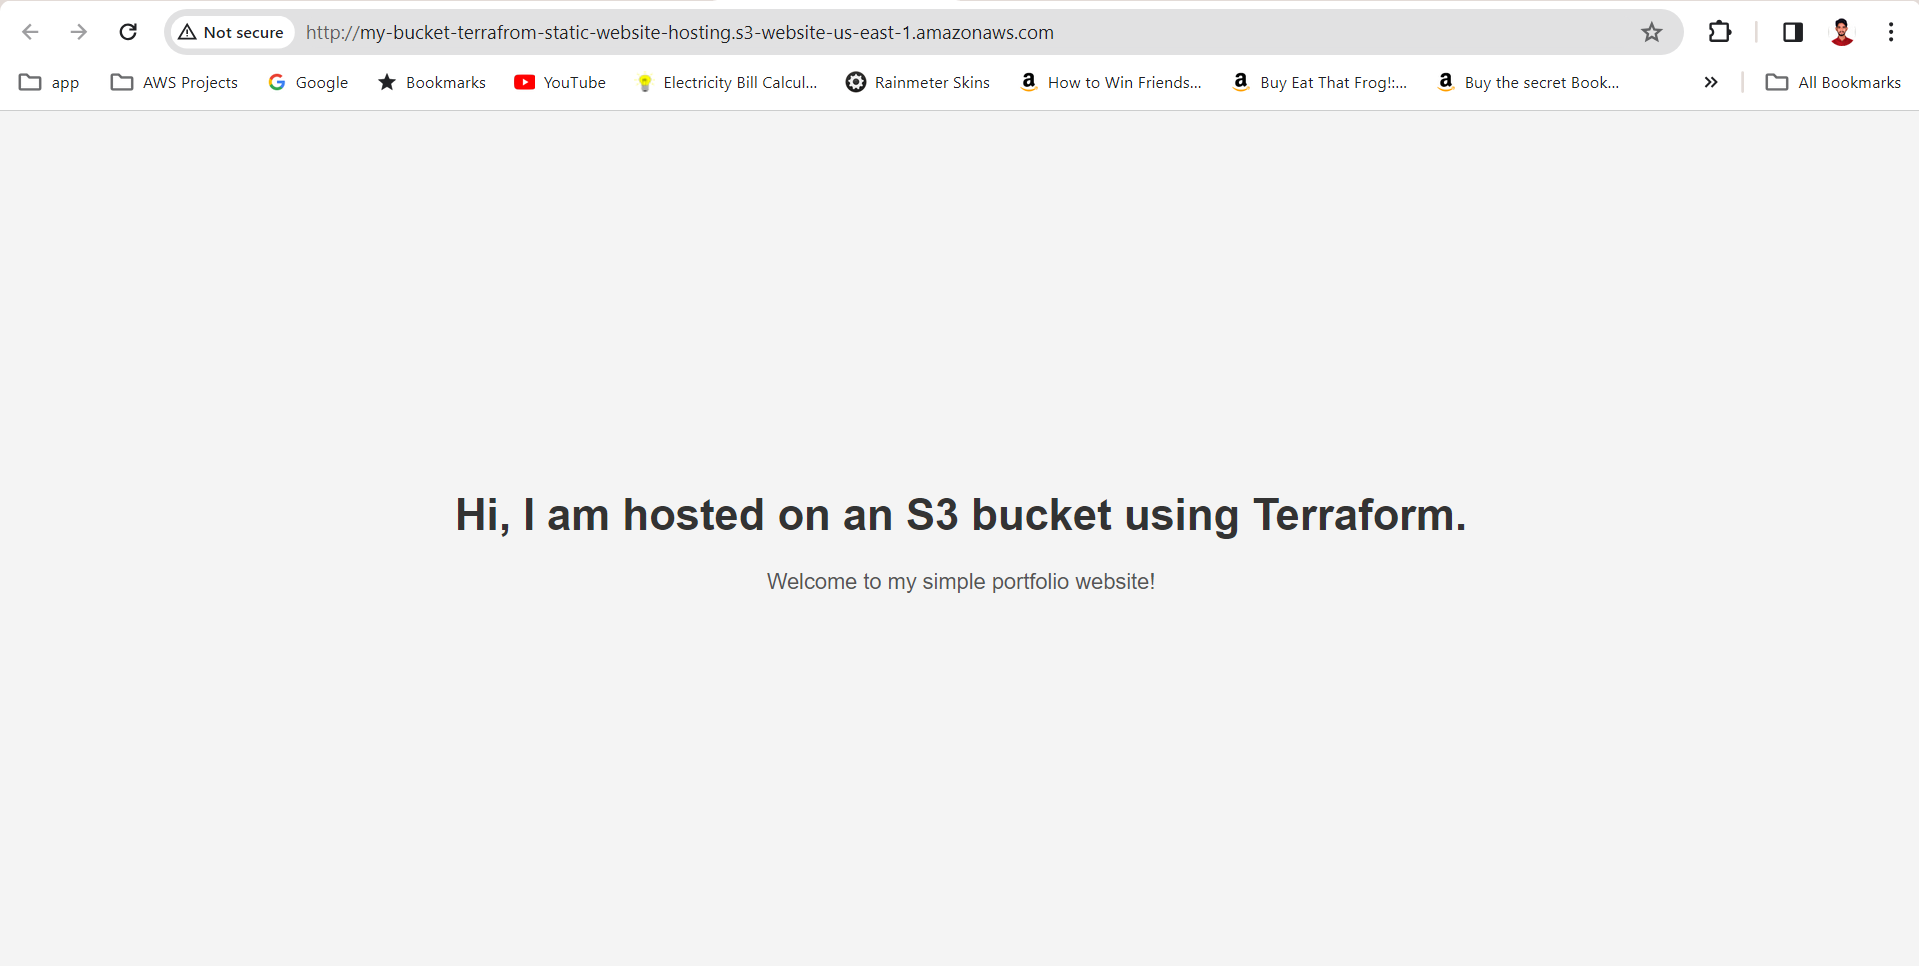 Not secure http://my-bucket-terrafrom-static-website-hosting.s3-website-us-east-1.amazonaws.com
app AWS Projects Google Bookmarks YouTube Electricity Bill Calcul... Rainmeter Skins How to Win Friends... Buy Eat That Frog!:... Buy the secret Book... » All Bookmarks
Hi, I am hosted on an S3 bucket using Terraform.
Welcome to my simple portfolio website!